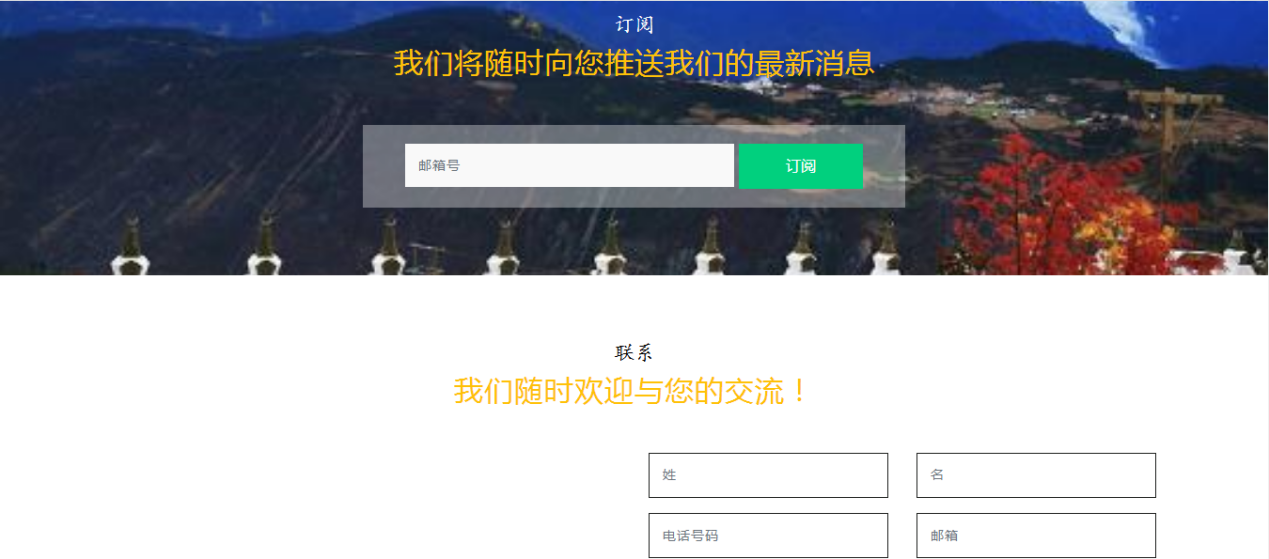 订阅
我们将随时向您推送我们的最新消息
邮箱号 订阅
联系
我们随时欢迎与您的交流！
姓 名
电话号码 邮箱